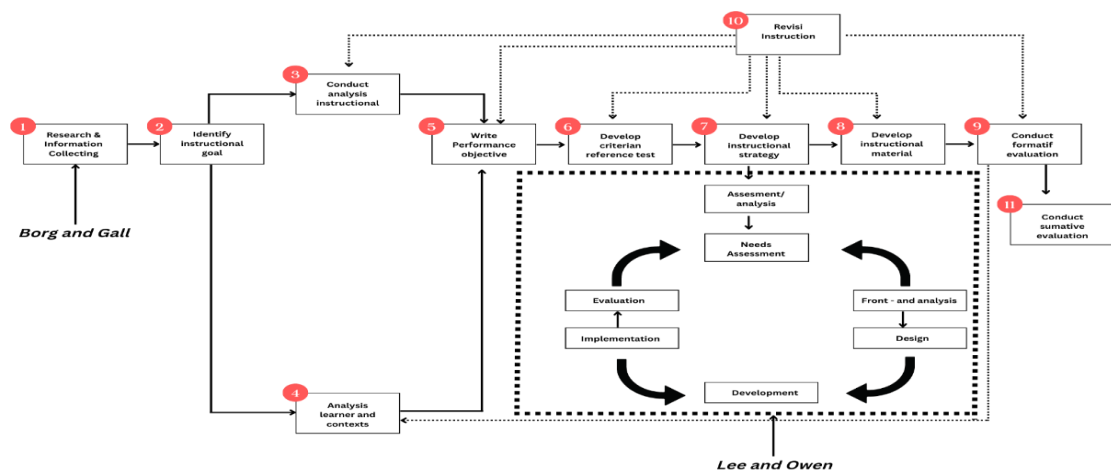 10
Revisi
Instruction
3
Conduct
analysis
instructional
1
Research &
Information
Collecting
2
Identify
instructional
goal
5
Write
Performance
objective
6
Develop
criterian
reference test
7
Develop
instructional
strategy
8
Develop
instructional
material
9
Conduct
formatif
evaluation
11
Conduct
sumative
evaluation
Borg and Gall
Assesment/
analysis
Needs
Assessment
Evaluation
Front - and analysis
Implementation
Design
Development
4
Analysis
learner and
contexts
Lee and Owen